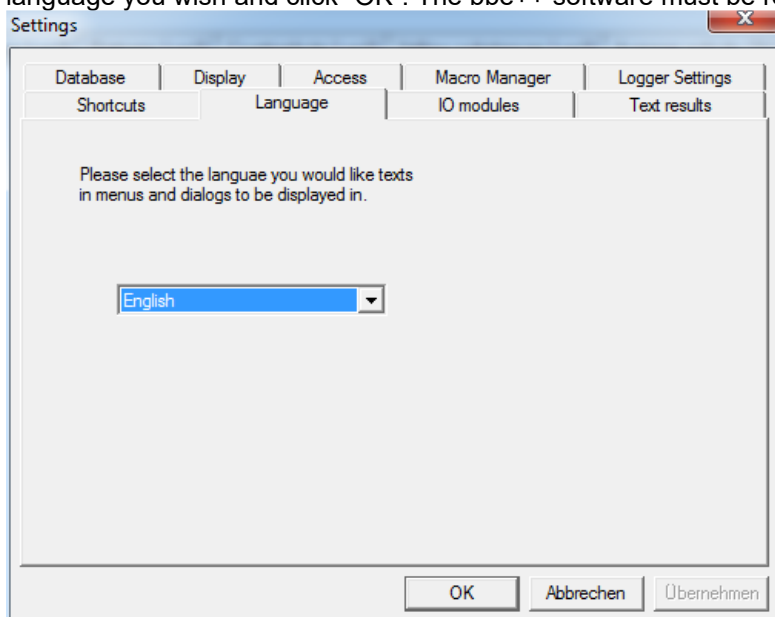 language you wish and click "OK". The bbe++ software must be re
Settings
Database Display Access Macro Manager Logger Settings
Shortcuts Language IO modules Text results
Please select the languae you would like texts
in menus and dialogs to be displayed in.
English
OK Abbrechen Übernehmen